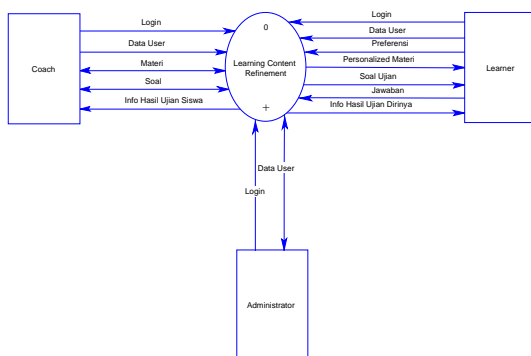 Login
Data User
Materi
Soal
Info Hasil Ujian Siswa
Coach
0
Learning Content
Refinement
+
Login
Data User
Preferensi
Personalized Materi
Soal Ujian
Jawaban
Info Hasil Ujian Dirinya
Learner
Data User
Login
Administrator